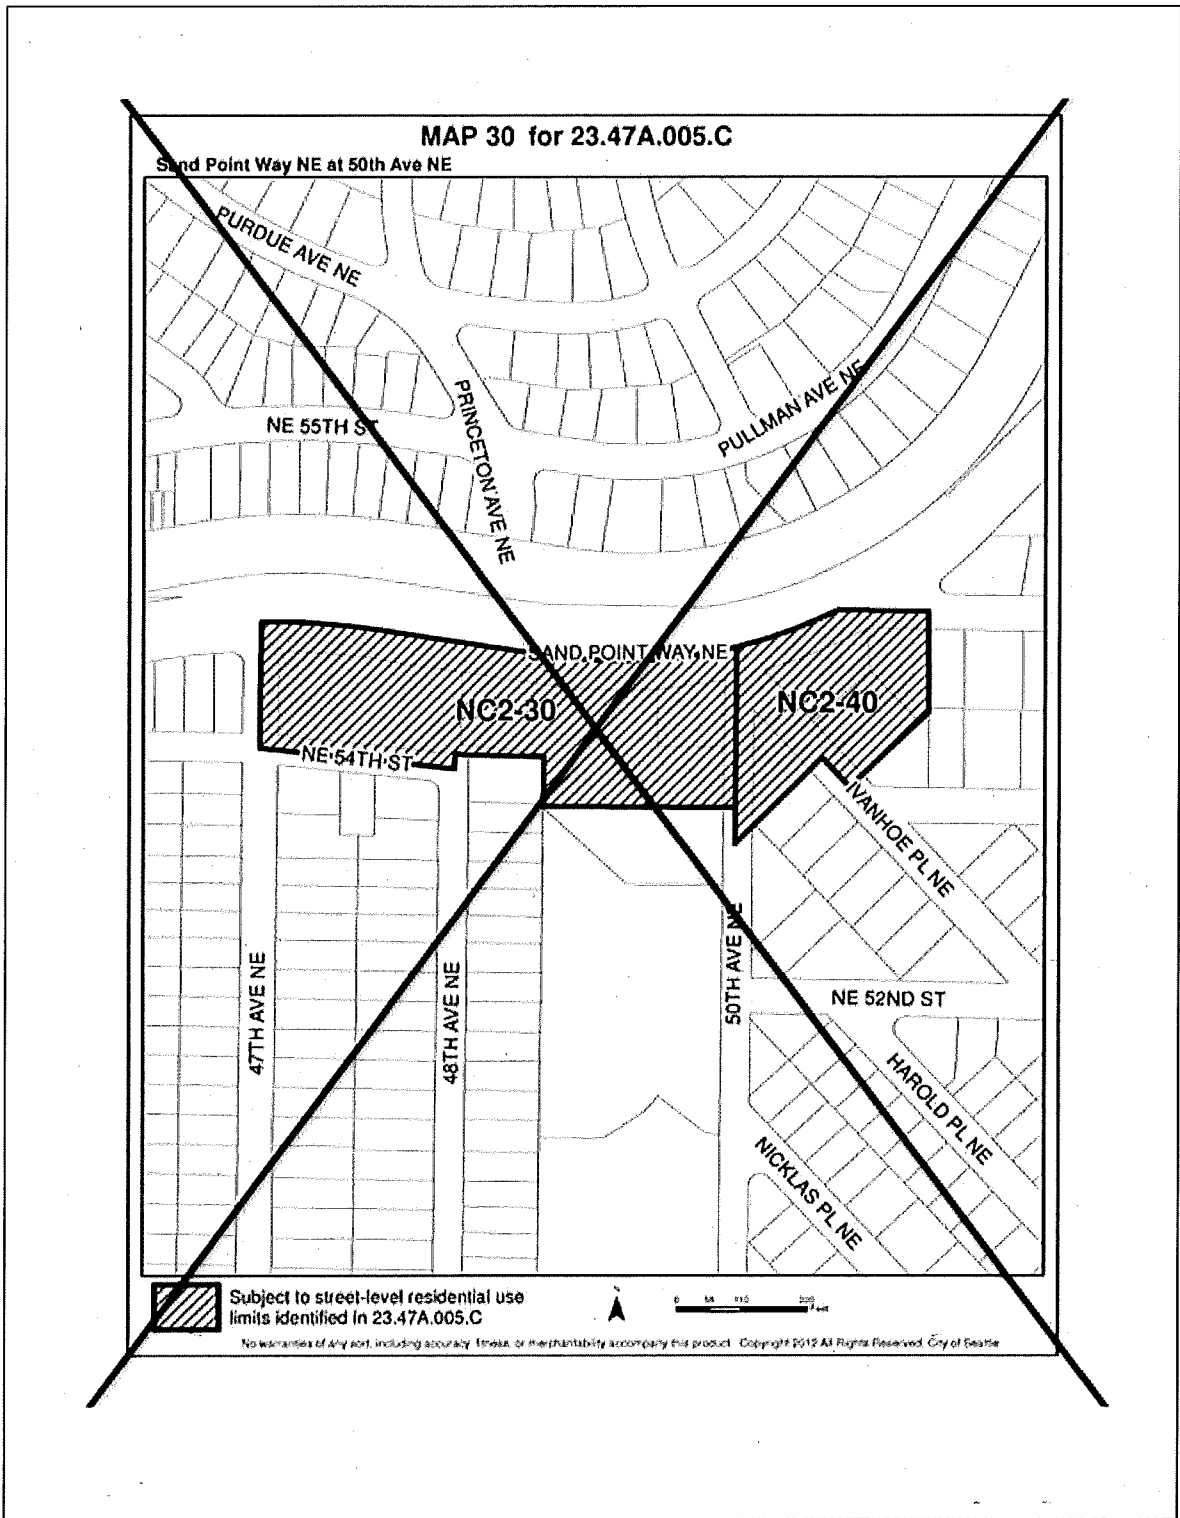 MAP 30 for 23.47A.005.C
Sand Point Way NE at 50th Ave NE
PURDUE AVE NE
PRINCETON AVE NE
PULLMAN AVE NE
NE 55TH ST
SAND POINT WAY NE
NC2-30
NC2-40
NE 54TH ST
IVANHOE PL NE
47TH AVE NE
48TH AVE NE
50TH AVE NE
NE 52ND ST
HAROLD PL NE
NICKLAS PL NE
Subject to street-level residential use
limits identified in 23.47A.005.C
0
No warranties of any sort, including accuracy, fitness, or merchantability accompany this product. Copyright 2012 All Rights Reserved, City of Seattle